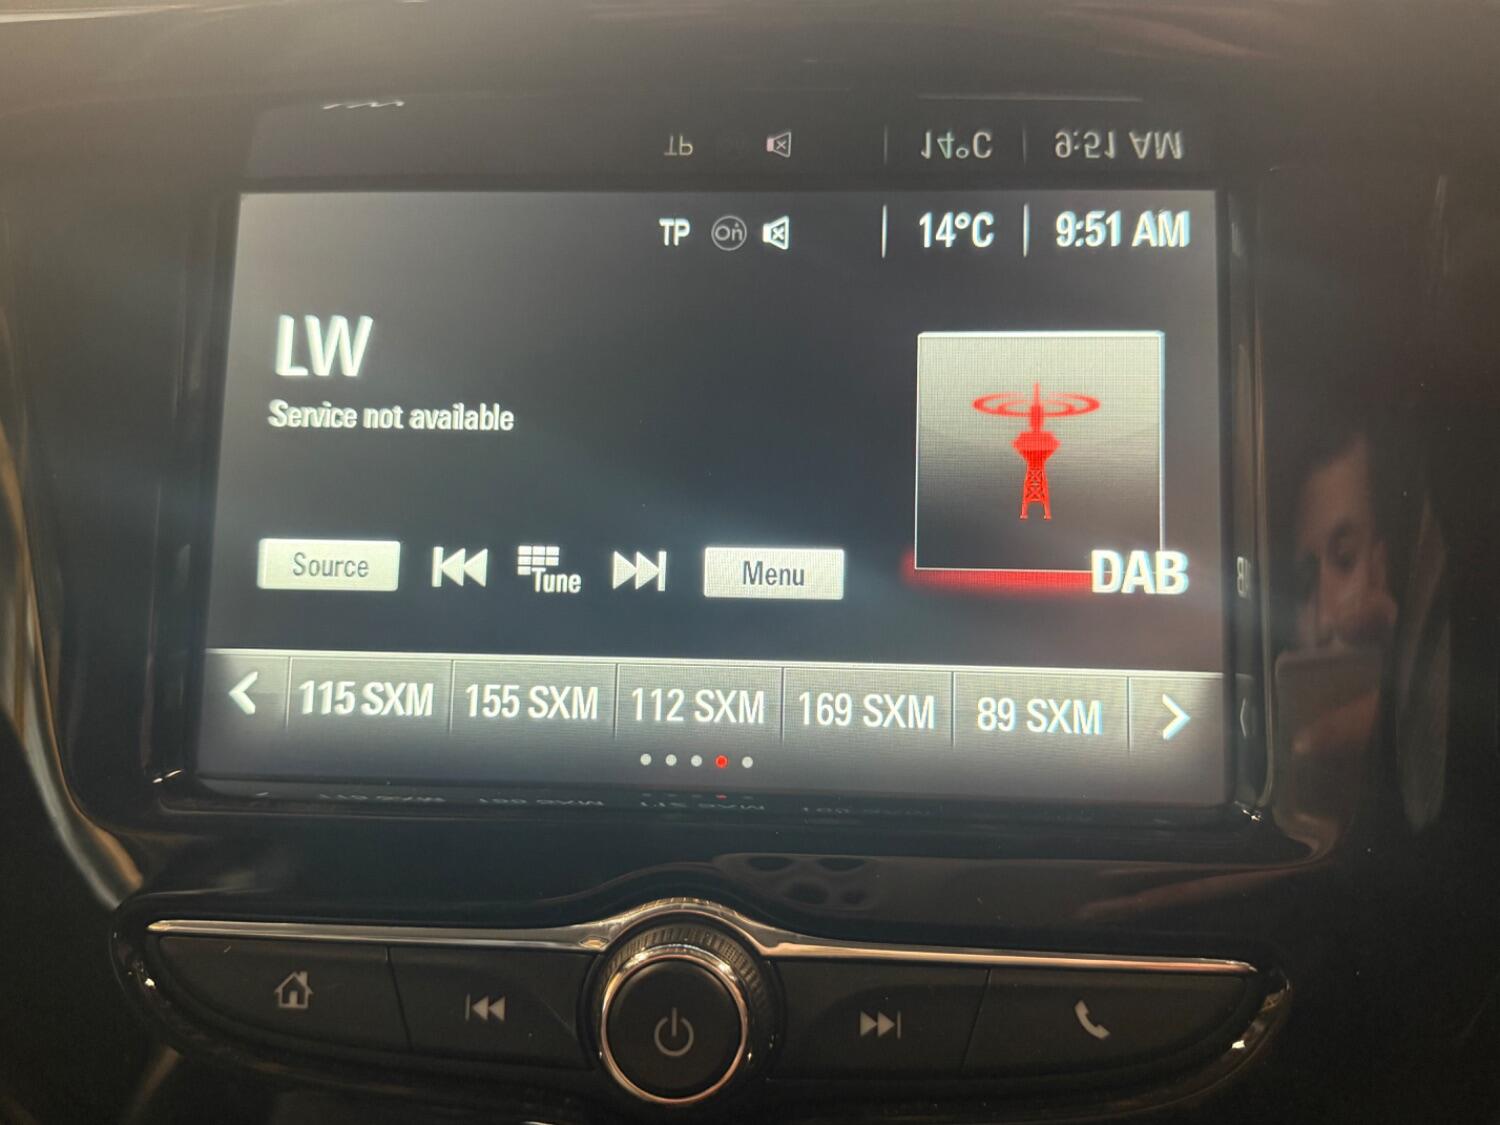 TP On 14°C 9:51 AM
LW
Service not available
Source Tune Menu
DAB
115 SXM 155 SXM 112 SXM 169 SXM 89 SXM